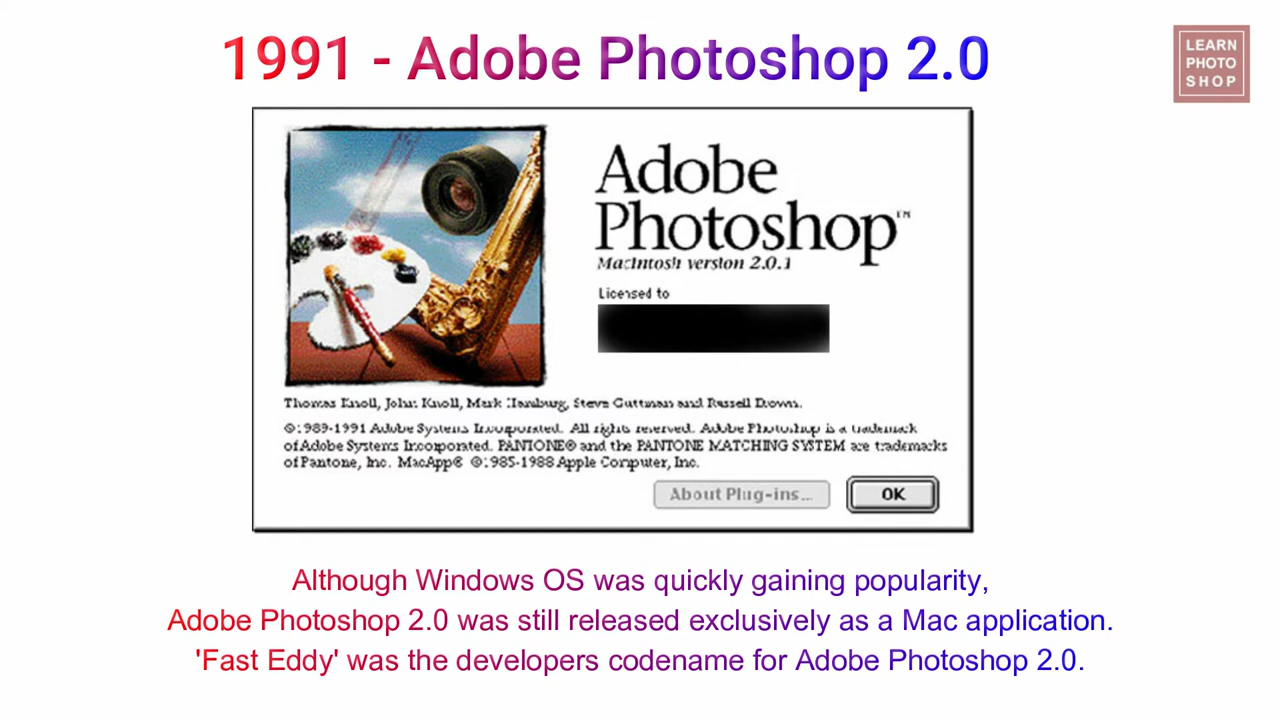 1991 - Adobe Photoshop 2.0
LEARN
PHOTO
SHOP
Adobe
Photoshop™
Macintosh version 2.0.1
Licensed to
Thomas Knoll, John Knoll, Mark Hamburg, Steve Guttman and Russell Brown.
©1989-1991 Adobe Systems Incorporated. All rights reserved. Adobe Photoshop is a trademark
of Adobe Systems Incorporated. PANTONE® and the PANTONE MATCHING SYSTEM are trademarks
of Pantone, Inc. MacApp® ©1985-1988 Apple Computer, Inc.
About Plug-ins...
OK
Although Windows OS was quickly gaining popularity,
Adobe Photoshop 2.0 was still released exclusively as a Mac application.
'Fast Eddy' was the developers codename for Adobe Photoshop 2.0.